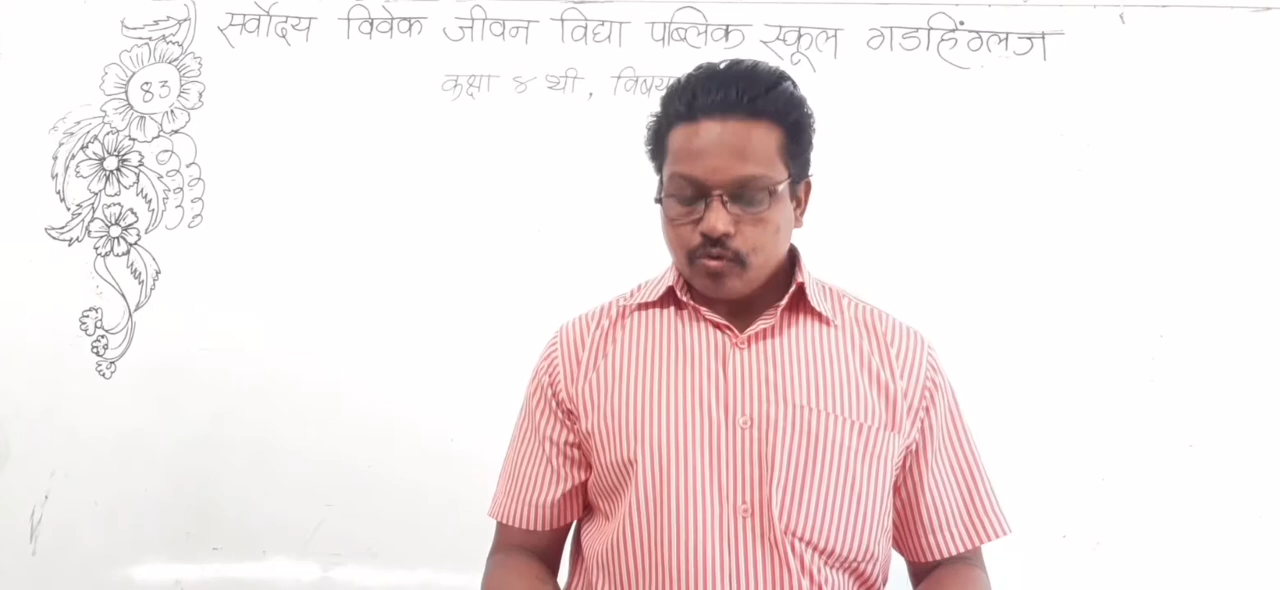 सर्वोदय विवेक जीवन विद्या पब्लिक स्कूल गडहिंग्लज
कक्षा ४ थी, विषय
83